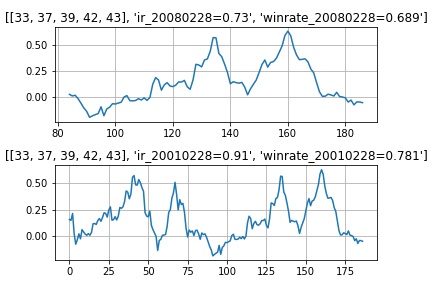 [[33, 37, 39, 42, 43], 'ir_20080228=0.73', 'winrate_20080228=0.689']
0.50
0.25
0.00
80 100 120 140 160 180
[[33, 37, 39, 42, 43], 'ir_20010228=0.91', 'winrate_20010228=0.781']
0.50
0.25
0.00
0 25 50 75 100 125 150 175